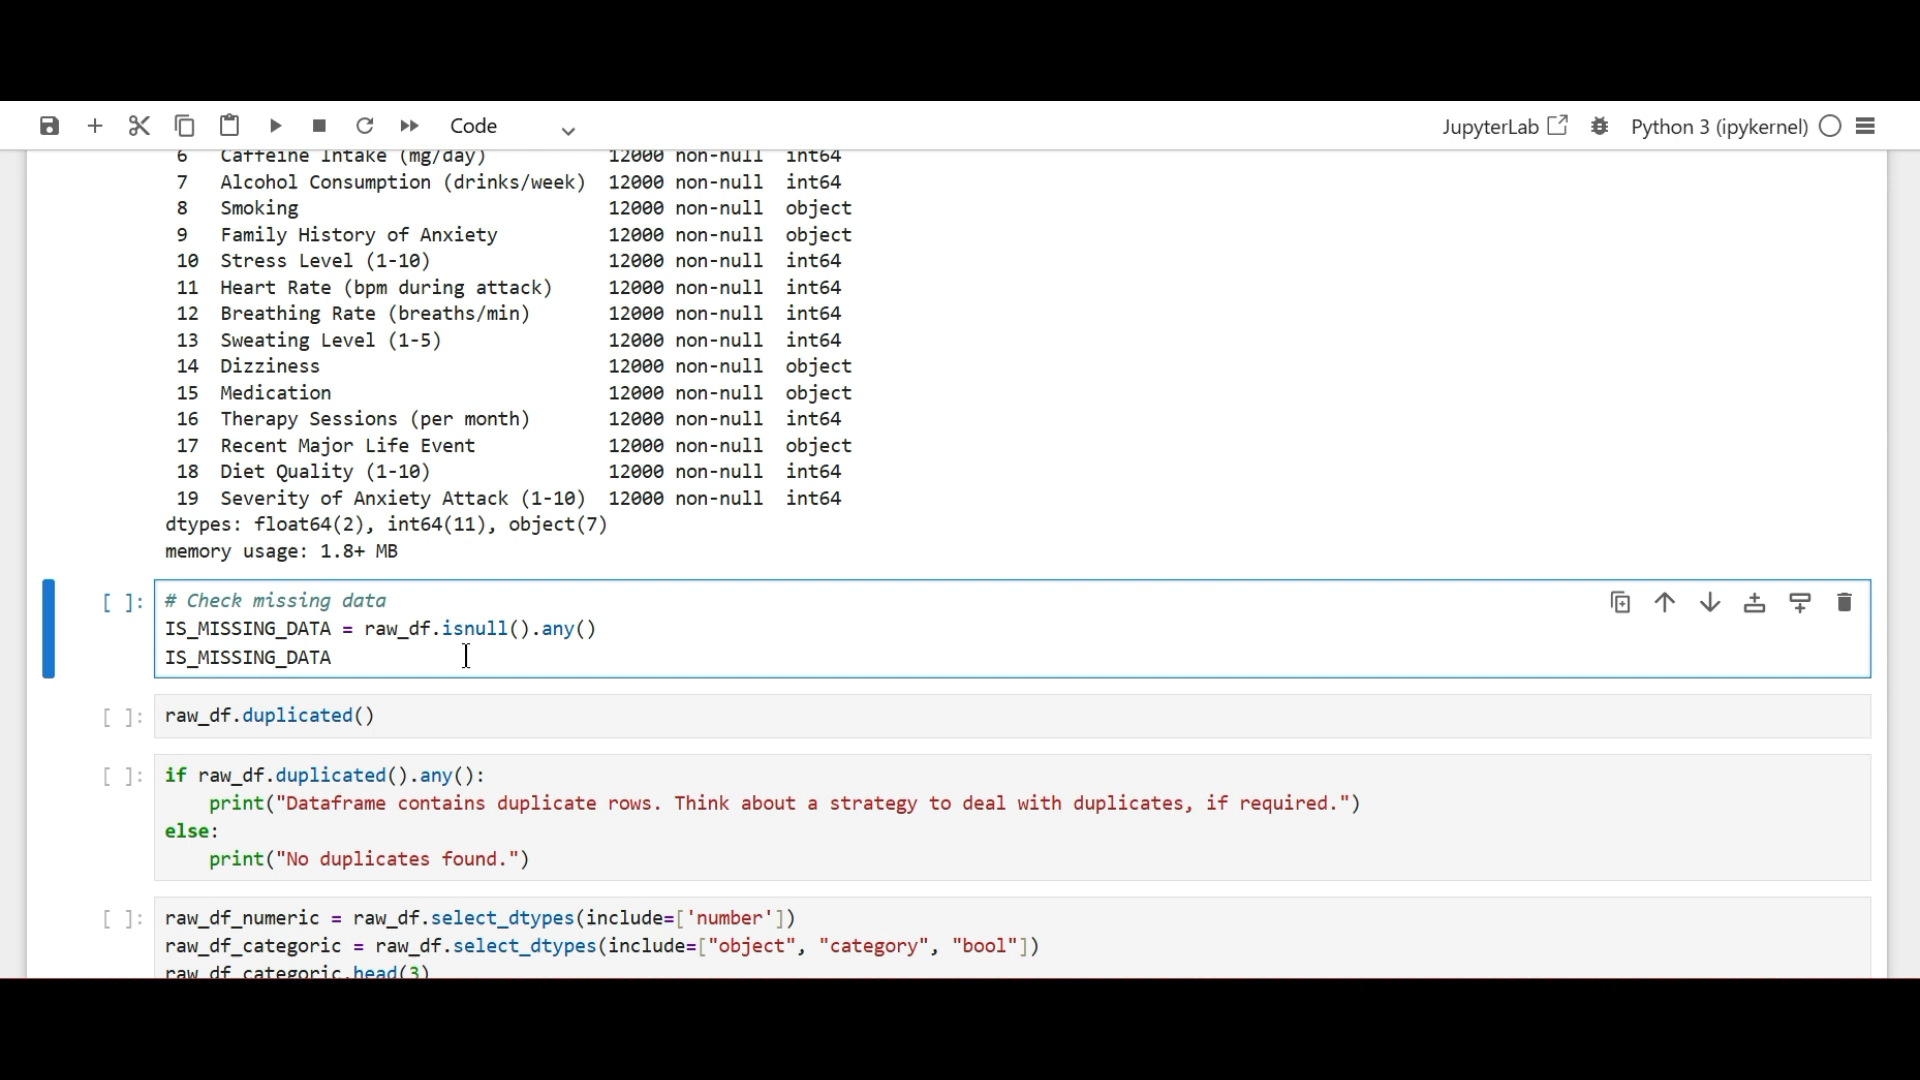 Code
JupyterLab
Python 3 (ipykernel)
6 Caffeine Intake (mg/day) 12000 non-null int64
7 Alcohol Consumption (drinks/week) 12000 non-null int64
8 Smoking 12000 non-null object
9 Family History of Anxiety 12000 non-null object
10 Stress Level (1-10) 12000 non-null int64
11 Heart Rate (bpm during attack) 12000 non-null int64
12 Breathing Rate (breaths/min) 12000 non-null int64
13 Sweating Level (1-5) 12000 non-null int64
14 Dizziness 12000 non-null object
15 Medication 12000 non-null object
16 Therapy Sessions (per month) 12000 non-null int64
17 Recent Major Life Event 12000 non-null object
18 Diet Quality (1-10) 12000 non-null int64
19 Severity of Anxiety Attack (1-10) 12000 non-null int64
dtypes: float64(2), int64(11), object(7)
memory usage: 1.8+ MB
[ ]: # Check missing data
IS_MISSING_DATA = raw_df.isnull().any()
IS_MISSING_DATA
[ ]: raw_df.duplicated()
[ ]: if raw_df.duplicated().any():
print("Dataframe contains duplicate rows. Think about a strategy to deal with duplicates, if required.")
else:
print("No duplicates found.")
[ ]: raw_df_numeric = raw_df.select_dtypes(include=['number'])
raw_df_categoric = raw_df.select_dtypes(include=["object", "category", "bool"])
raw_df_categoric.head(3)